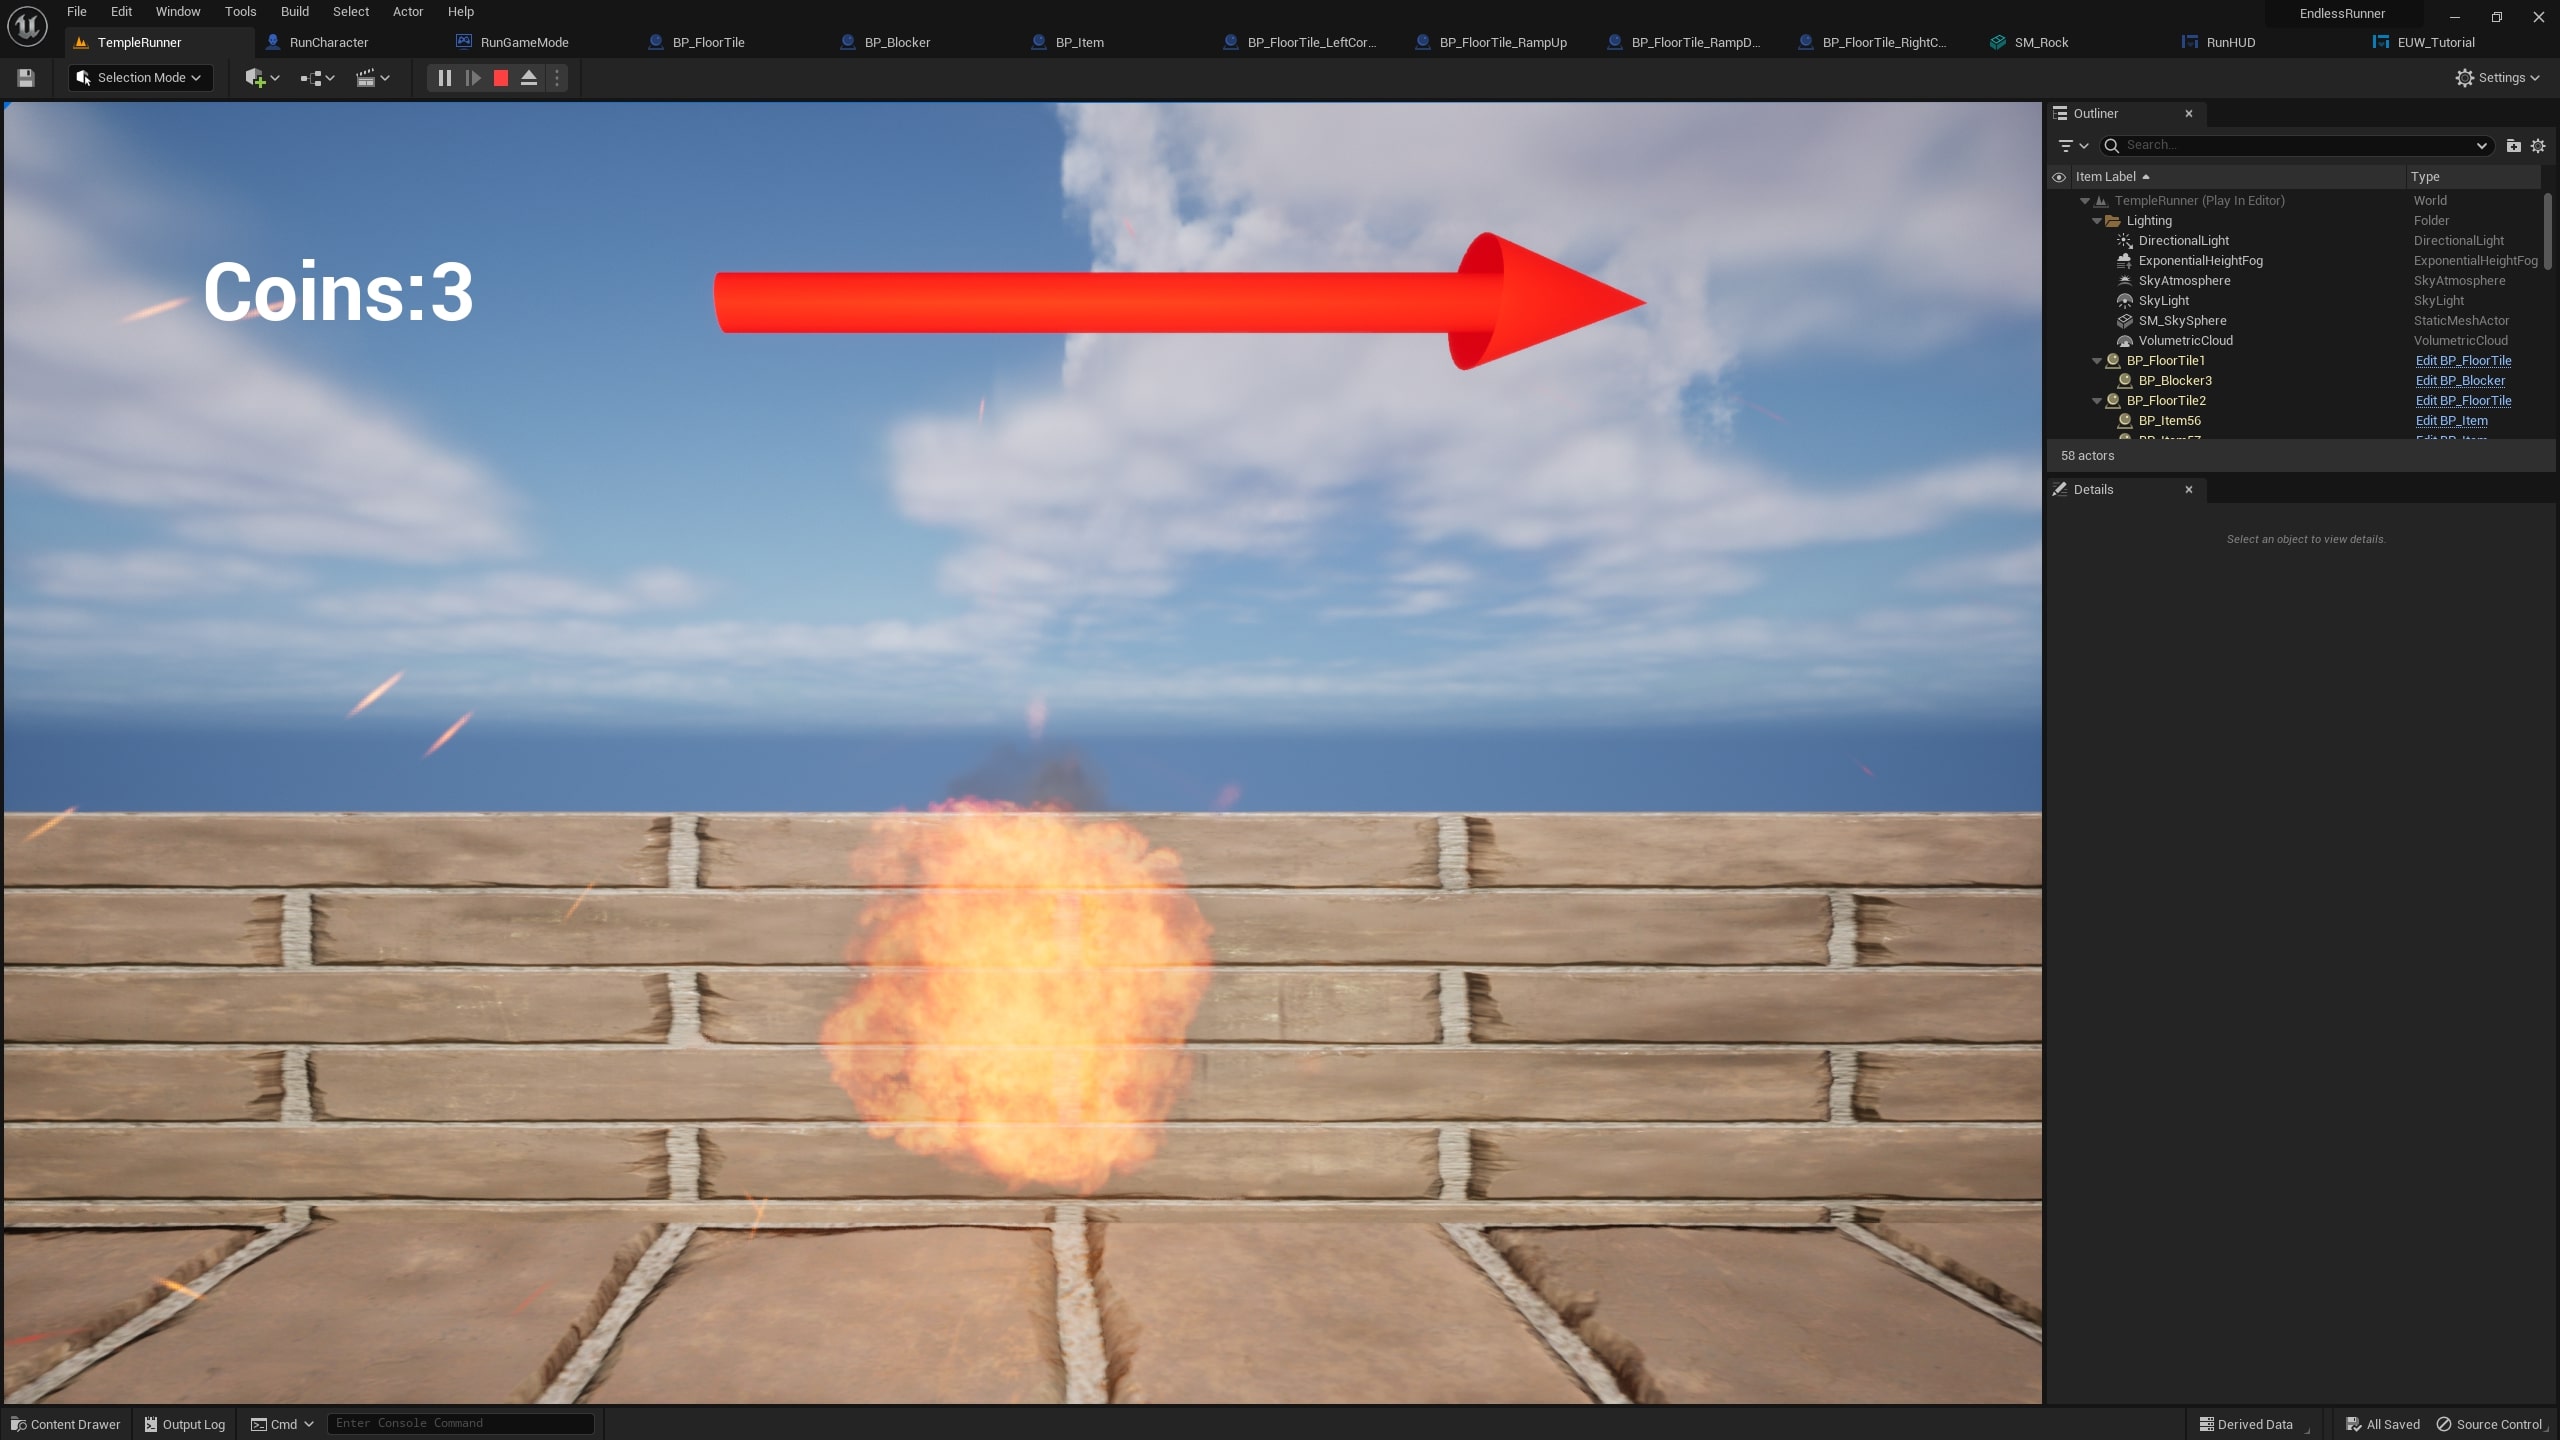 File Edit Window Tools Build Select Actor Help
EndlessRunner
TempleRunner RunCharacter RunGameMode BP_FloorTile BP_Blocker BP_Item BP_FloorTile_LeftCor... BP_FloorTile_RampUp BP_FloorTile_RampD... BP_FloorTile_RightC... SM_Rock RunHUD EUW_Tutorial
Selection Mode
Settings
Coins:3
Outliner
Search...
Item Label Type
TempleRunner (Play In Editor) World
Lighting Folder
DirectionalLight DirectionalLight
ExponentialHeightFog ExponentialHeightFog
SkyAtmosphere SkyAtmosphere
SkyLight SkyLight
SM_SkySphere StaticMeshActor
VolumetricCloud VolumetricCloud
BP_FloorTile1 Edit BP_FloorTile
BP_Blocker3 Edit BP_Blocker
BP_FloorTile2 Edit BP_FloorTile
BP_Item56 Edit BP_Item
58 actors
Details
Select an object to view details.
Content Drawer Output Log Cmd Enter Console Command
Derived Data All Saved Source Control